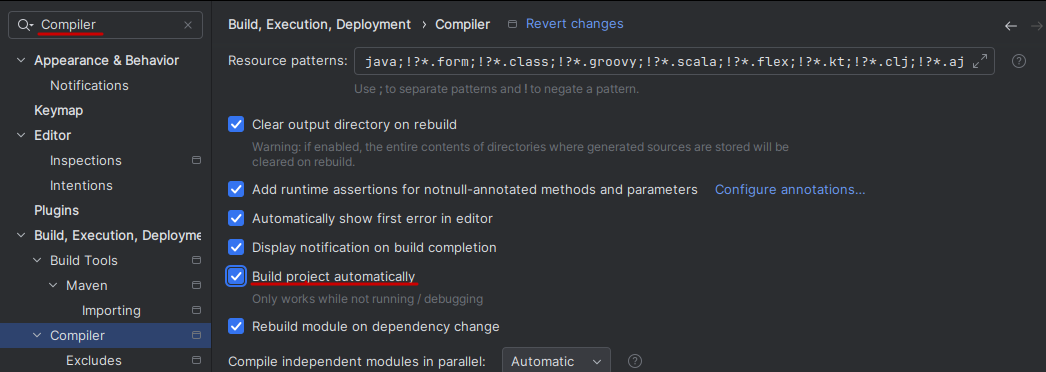 Compiler
Appearance & Behavior
Notifications
Keymap
Editor
Inspections
Intentions
Plugins
Build, Execution, Deployme
Build Tools
Maven
Importing
Compiler
Excludes
Build, Execution, Deployment › Compiler Revert changes
Resource patterns: java;!?*.form;!?*.class;!?*.groovy;!?*.scala;!?*.flex;!?*.kt;!?*.clj;!?*.aj
Use ; to separate patterns and ! to negate a pattern.
Clear output directory on rebuild
Warning: if enabled, the entire contents of directories where generated sources are stored will be
cleared on rebuild.
Add runtime assertions for notnull-annotated methods and parameters Configure annotations...
Automatically show first error in editor
Display notification on build completion
Build project automatically
Only works while not running / debugging
Rebuild module on dependency change
Compile independent modules in parallel: Automatic